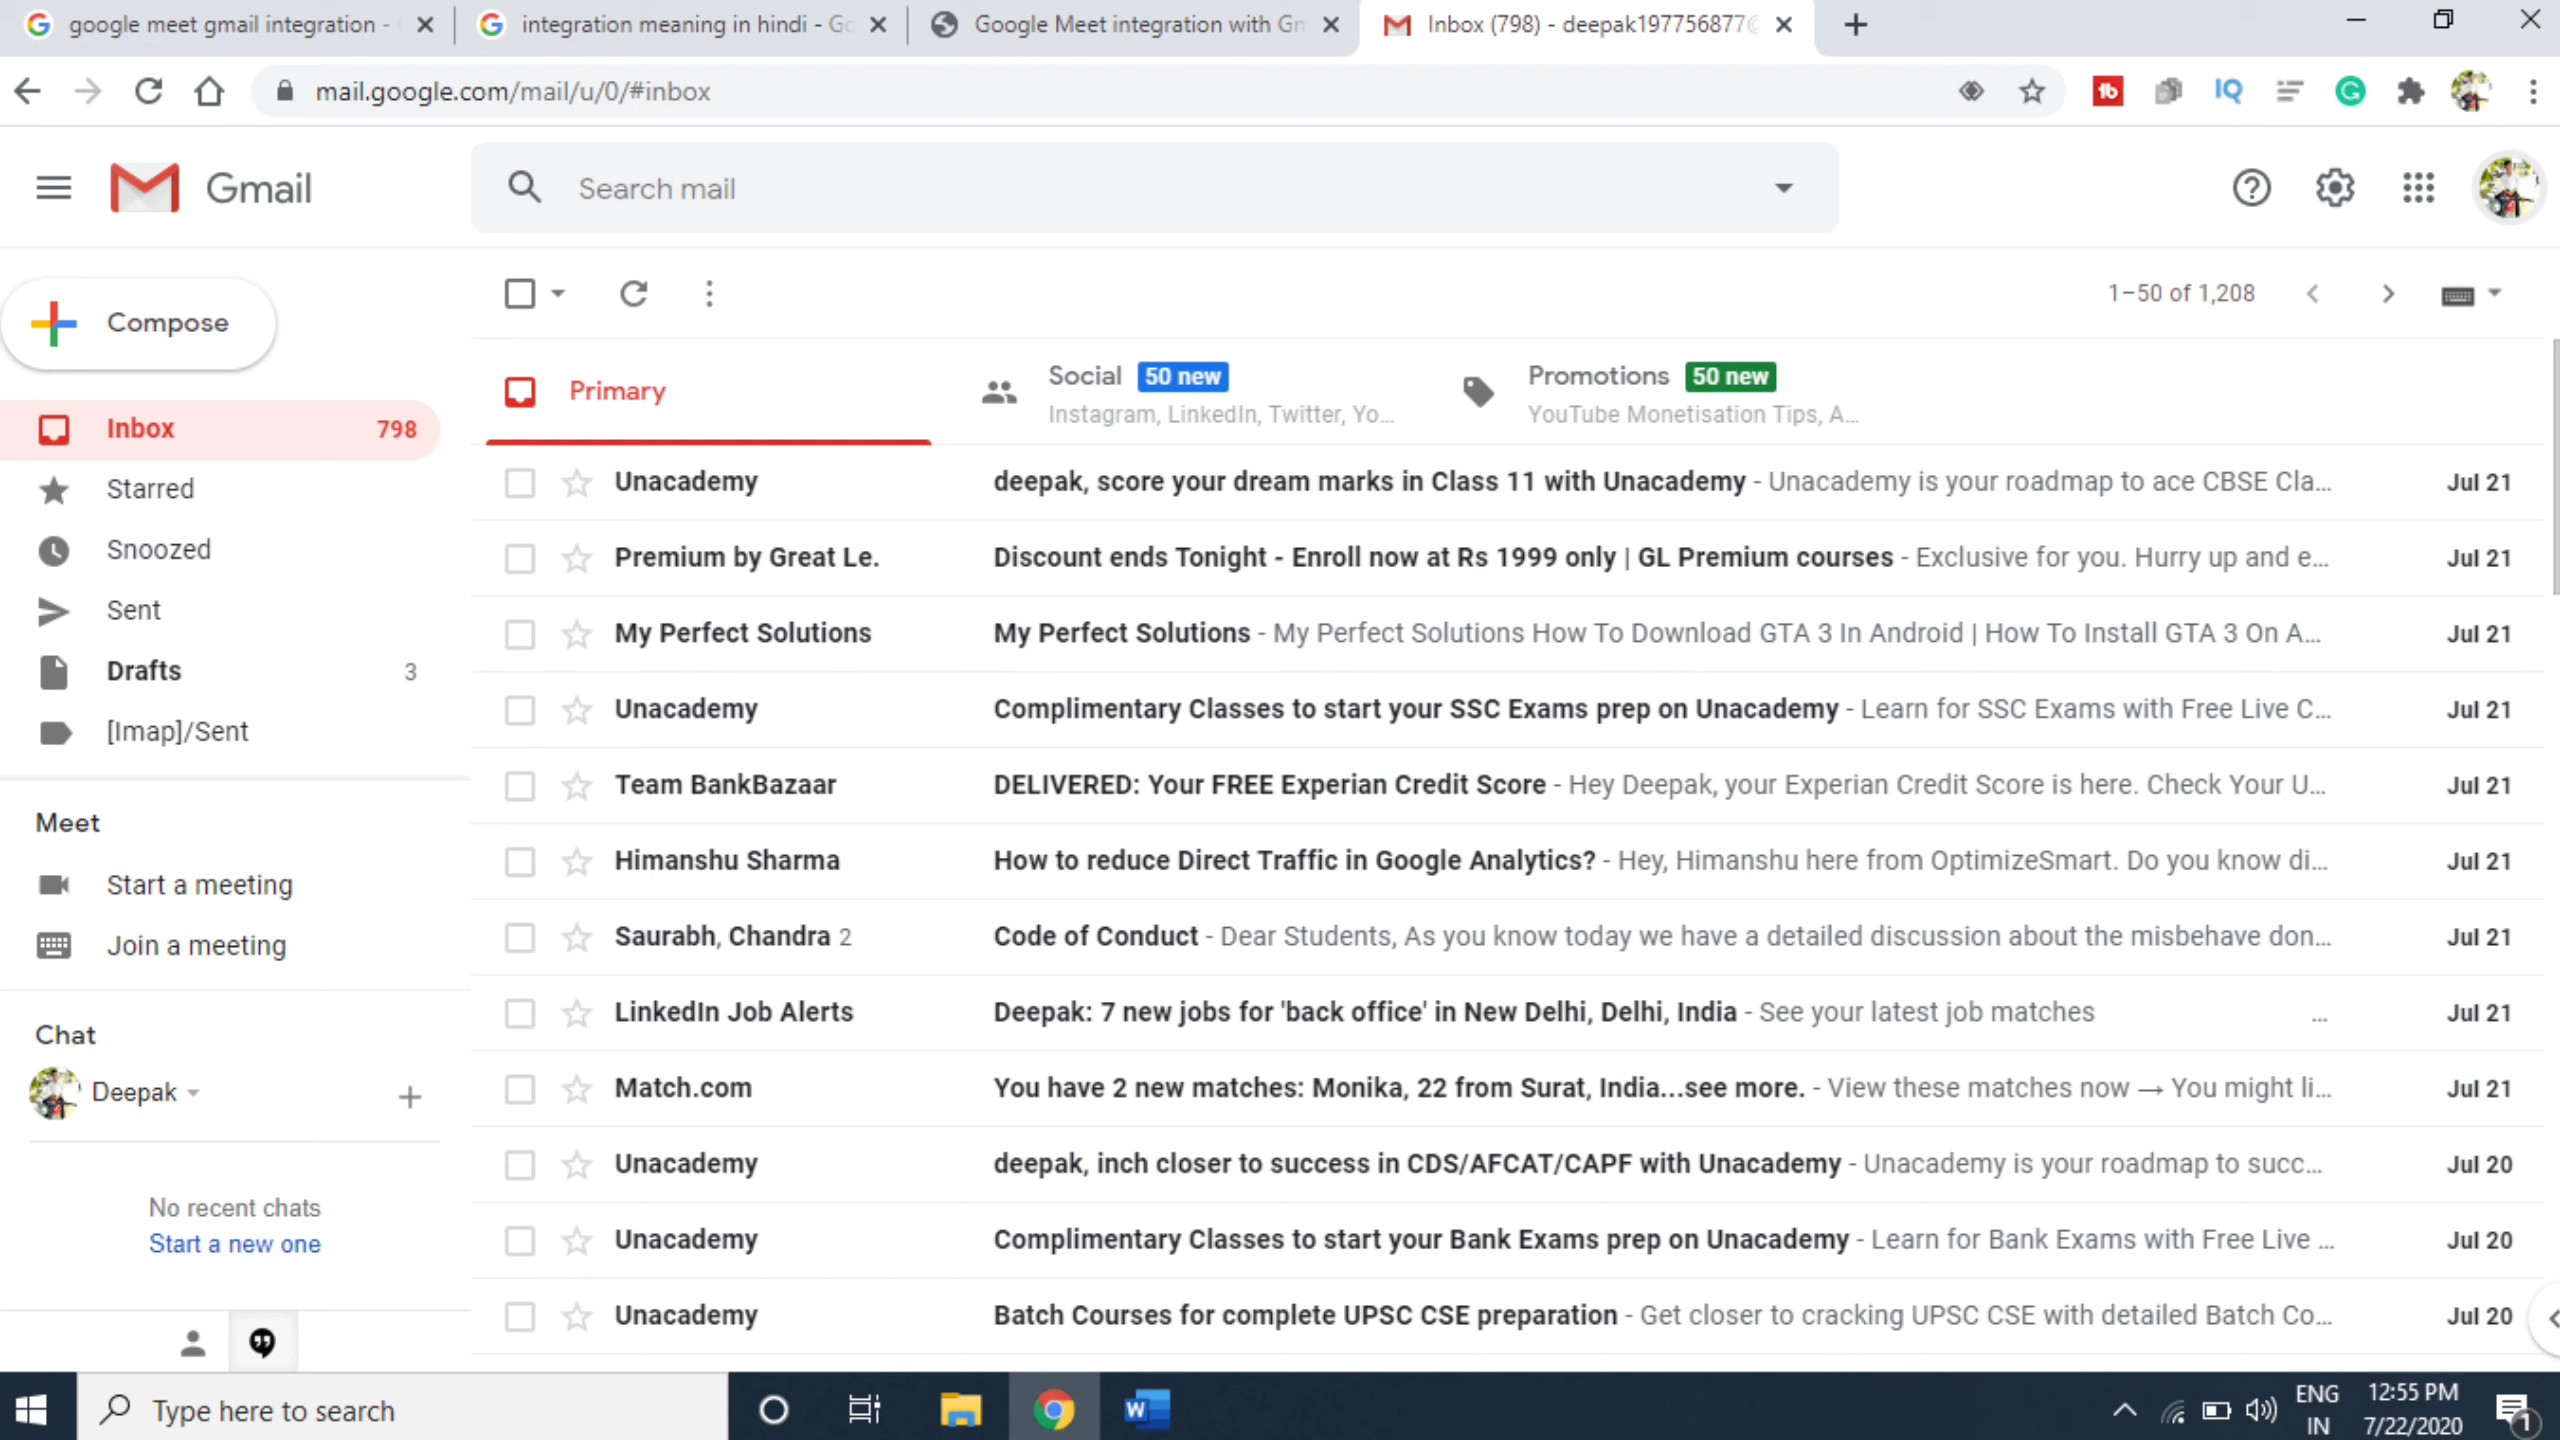 google meet gmail integration -
integration meaning in hindi - Go
Google Meet integration with Gm
Inbox (798) - deepak197756877@
mail.google.com/mail/u/0/#inbox
IQ
Gmail
Search mail
Compose
1–50 of 1,208
Inbox 798
Starred
Snoozed
Sent
Drafts 3
[Imap]/Sent
Meet
Start a meeting
Join a meeting
Chat
Deepak
No recent chats
Start a new one
Primary
Social 50 new
Instagram, LinkedIn, Twitter, Yo...
Promotions 50 new
YouTube Monetisation Tips, A...
Unacademy deepak, score your dream marks in Class 11 with Unacademy - Unacademy is your roadmap to ace CBSE Cla... Jul 21
Premium by Great Le. Discount ends Tonight - Enroll now at Rs 1999 only | GL Premium courses - Exclusive for you. Hurry up and e... Jul 21
My Perfect Solutions My Perfect Solutions - My Perfect Solutions How To Download GTA 3 In Android | How To Install GTA 3 On A... Jul 21
Unacademy Complimentary Classes to start your SSC Exams prep on Unacademy - Learn for SSC Exams with Free Live C... Jul 21
Team BankBazaar DELIVERED: Your FREE Experian Credit Score - Hey Deepak, your Experian Credit Score is here. Check Your U... Jul 21
Himanshu Sharma How to reduce Direct Traffic in Google Analytics? - Hey, Himanshu here from OptimizeSmart. Do you know di... Jul 21
Saurabh, Chandra 2 Code of Conduct - Dear Students, As you know today we have a detailed discussion about the misbehave don... Jul 21
LinkedIn Job Alerts Deepak: 7 new jobs for 'back office' in New Delhi, Delhi, India - See your latest job matches ... Jul 21
Match.com You have 2 new matches: Monika, 22 from Surat, India...see more. - View these matches now → You might li... Jul 21
Unacademy deepak, inch closer to success in CDS/AFCAT/CAPF with Unacademy - Unacademy is your roadmap to succ... Jul 20
Unacademy Complimentary Classes to start your Bank Exams prep on Unacademy - Learn for Bank Exams with Free Live ... Jul 20
Unacademy Batch Courses for complete UPSC CSE preparation - Get closer to cracking UPSC CSE with detailed Batch Co... Jul 20
Type here to search
ENG
IN
12:55 PM
7/22/2020
1